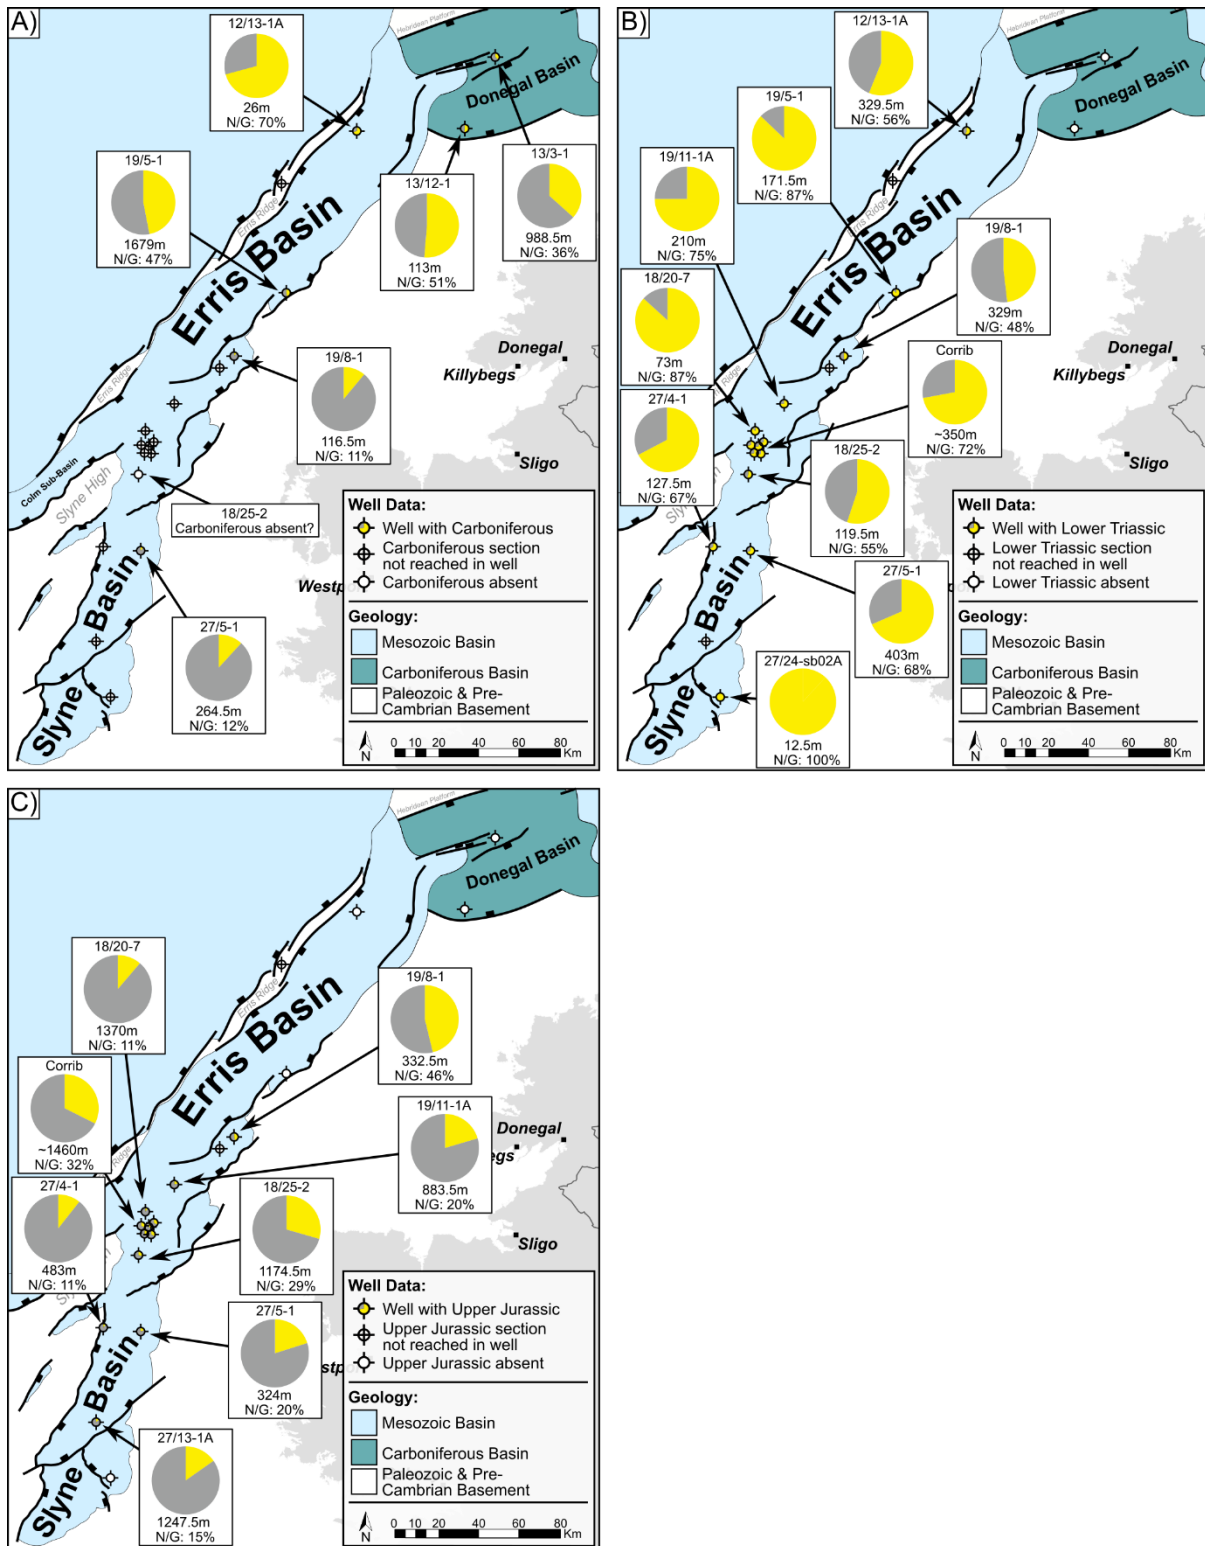 A)
Hebridean Platform
Donegal Basin
12/13-1A
26m
N/G: 70%
19/5-1
1679m
N/G: 47%
13/12-1
113m
N/G: 51%
13/3-1
988.5m
N/G: 36%
Erris Ridge
Erris Basin
19/8-1
116.5m
N/G: 11%
Donegal
Killybegs
Sligo
Erris Ridge
Colm Sub-Basin
Slyne High
18/25-2
Carboniferous absent?
Westp
27/5-1
264.5m
N/G: 12%
Slyne Basin
Well Data:
Well with Carboniferous
Carboniferous section
not reached in well
Carboniferous absent
Geology:
Mesozoic Basin
Carboniferous Basin
Paleozoic & Pre-
Cambrian Basement
N
0 10 20 40 60 80
Km
B)
Hebridean Platform
Donegal Basin
12/13-1A
329.5m
N/G: 56%
19/5-1
171.5m
N/G: 87%
19/11-1A
210m
N/G: 75%
Erris Ridge
Erris Basin
19/8-1
329m
N/G: 48%
18/20-7
73m
N/G: 87%
Corrib
~350m
N/G: 72%
Donegal
Killybegs
Sligo
27/4-1
127.5m
N/G: 67%
18/25-2
119.5m
N/G: 55%
27/5-1
403m
N/G: 68%
27/24-sb02A
12.5m
N/G: 100%
Slyne Basin
Well Data:
Well with Lower Triassic
Lower Triassic section
not reached in well
Lower Triassic absent
Geology:
Mesozoic Basin
Carboniferous Basin
Paleozoic & Pre-
Cambrian Basement
N
0 10 20 40 60 80
Km
C)
Hebridean Platform
Donegal Basin
18/20-7
1370m
N/G: 11%
Erris Ridge
Erris Basin
19/8-1
332.5m
N/G: 46%
Corrib
~1460m
N/G: 32%
19/11-1A
883.5m
N/G: 20%
Donegal
egs
Sligo
27/4-1
483m
N/G: 11%
18/25-2
1174.5m
N/G: 29%
27/5-1
324m
N/G: 20%
stpo
27/13-1A
1247.5m
N/G: 15%
Slyne Basin
Well Data:
Well with Upper Jurassic
Upper Jurassic section
not reached in well
Upper Jurassic absent
Geology:
Mesozoic Basin
Carboniferous Basin
Paleozoic & Pre-
Cambrian Basement
N
0 10 20 40 60 80
Km